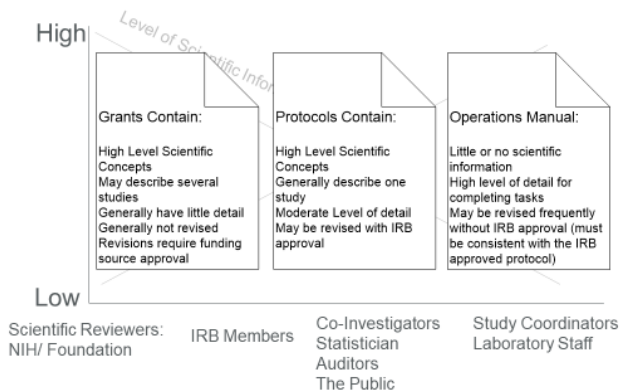 High
Level of Scientific Infor
Grants Contain:
High Level Scientific
Concepts
May describe several
studies
Generally have little detail
Generally not revised
Revisions require funding
source approval
Protocols Contain:
High Level Scientific
Concepts
Generally describe one
study
Moderate Level of detail
May be revised with IRB
approval
Operations Manual:
Little or no scientific
information
High level of detail for
completing tasks
May be revised frequently
without IRB approval (must
be consistent with the IRB
approved protocol)
Low
Scientific Reviewers:
NIH/ Foundation
IRB Members
Co-Investigators
Statistician
Auditors
The Public
Study Coordinators
Laboratory Staff